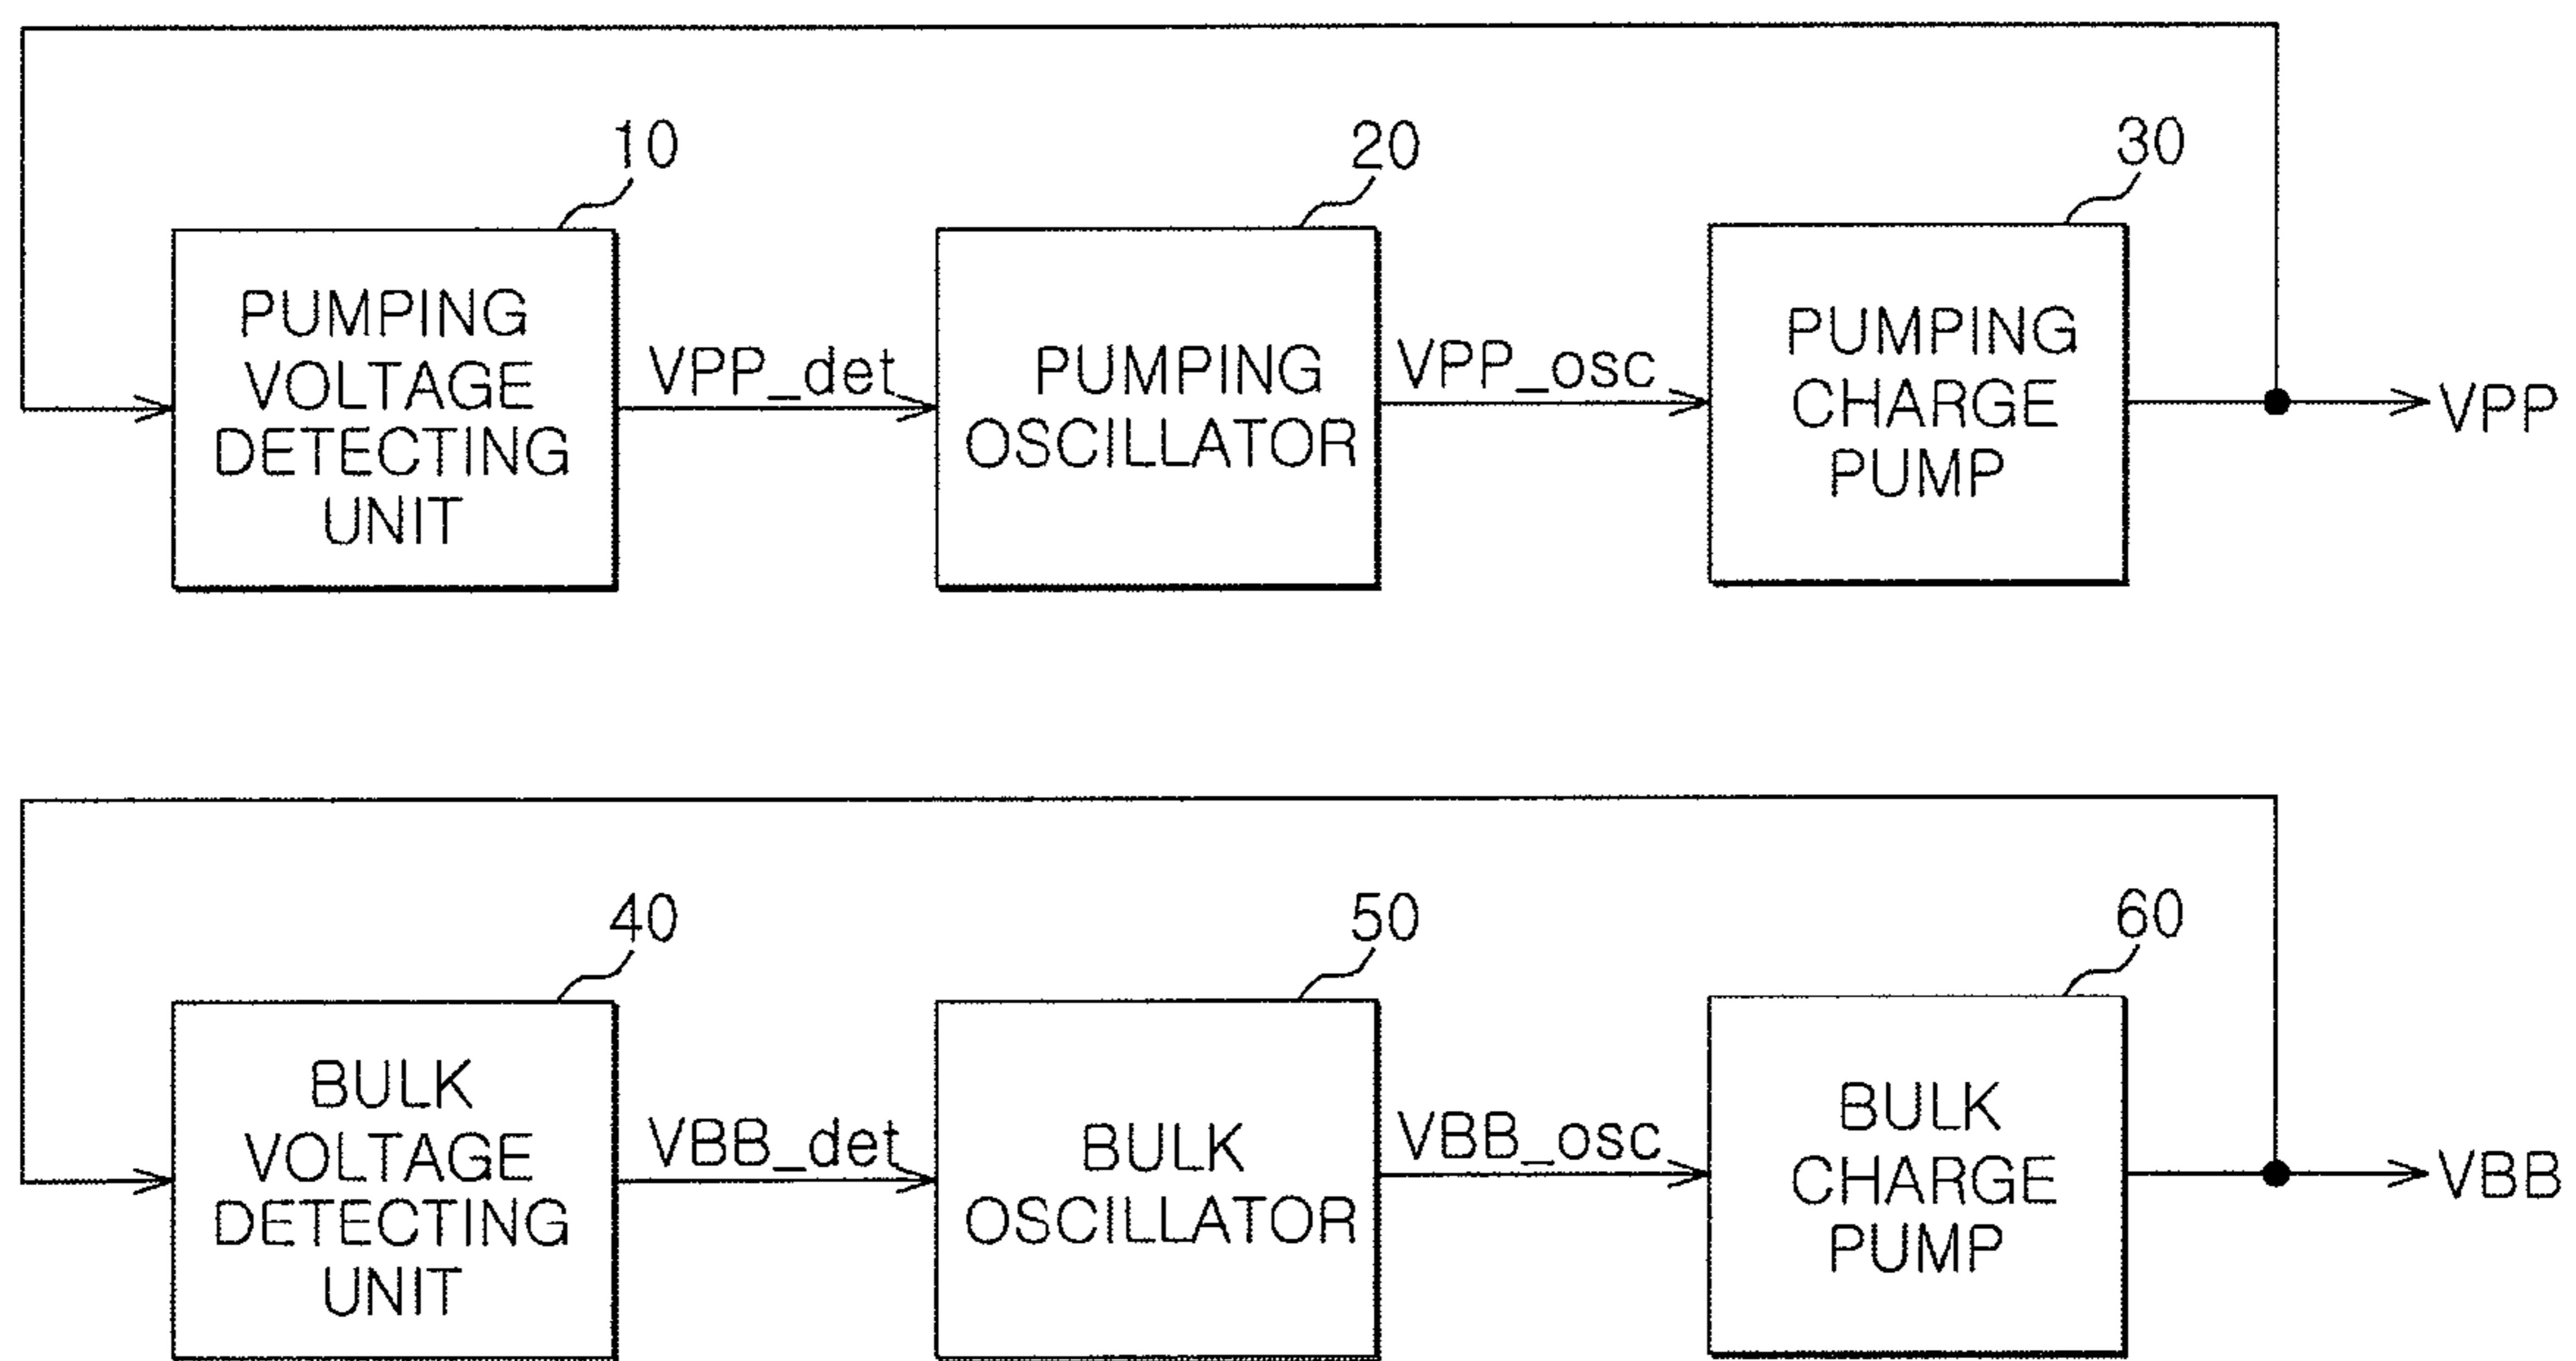 10
20
30
PUMPING
VOLTAGE
DETECTING
UNIT
VPP_det
PUMPING
OSCILLATOR
VPP_osc
PUMPING
CHARGE
PUMP
VPP
40
50
60
BULK
VOLTAGE
DETECTING
UNIT
VBB_det
BULK
OSCILLATOR
VBB_osc
BULK
CHARGE
PUMP
VBB